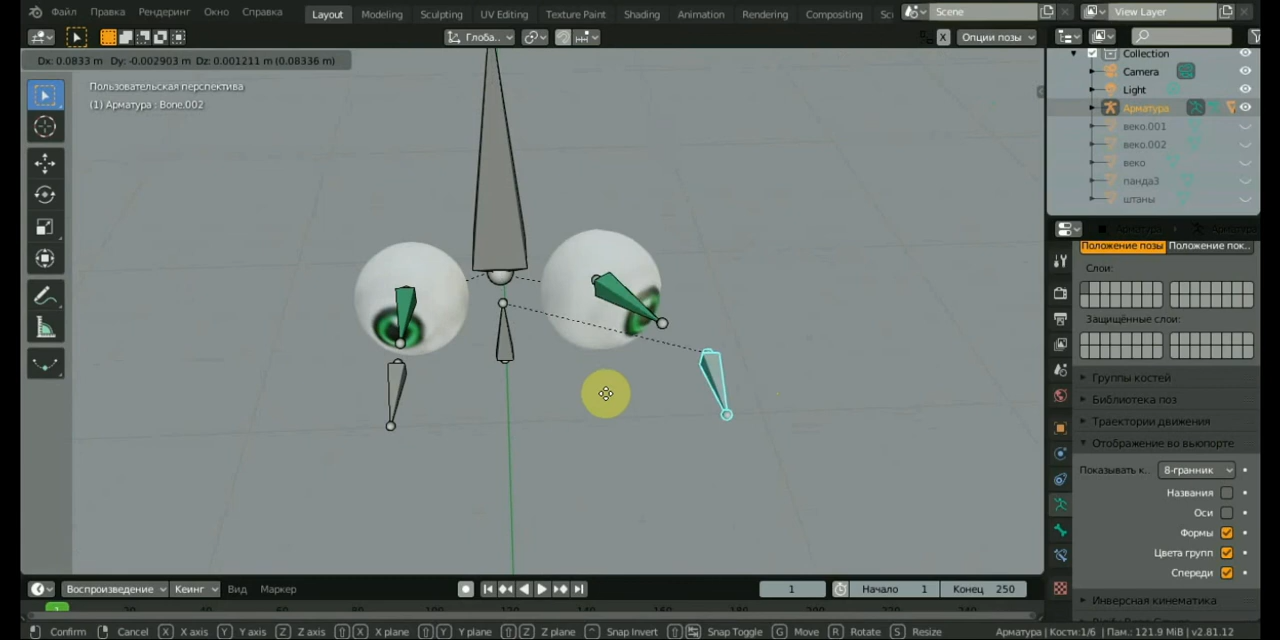 Файл Правка Рендеринг Окно Справка Layout Modeling Sculpting UV Editing Texture Paint Shading Animation Rendering Compositing Sc Scene View Layer
Глоба.. X Опции позы
Dx: 0.0833 m Dy: -0.002903 m Dz: 0.001211 m (0.08336 m)
Пользовательская перспектива
(1) Арматура : Bone.002
Collection
Camera
Light
Арматура
веко.001
веко.002
веко
панда3
штаны
Положение позы Положение пок..
Слои:
Защищённые слои:
Группы костей
Библиотека поз
Траектории движения
Отображение во вьюпорте
Показывать к.. 8-гранник
Названия
Оси
Формы
Цвета групп
Спереди
Инверсная кинематика
Воспроизведение Кеинг Вид Маркер 1 Начало 1 Конец 250
Confirm Cancel X X axis Y Y axis Z Z axis X X plane Y Y plane Z Z plane Snap Invert Snap Toggle G Move R Rotate S Resize Арматура | Кости:1/6 | Пам: 121.9 MiB | v2.81.12